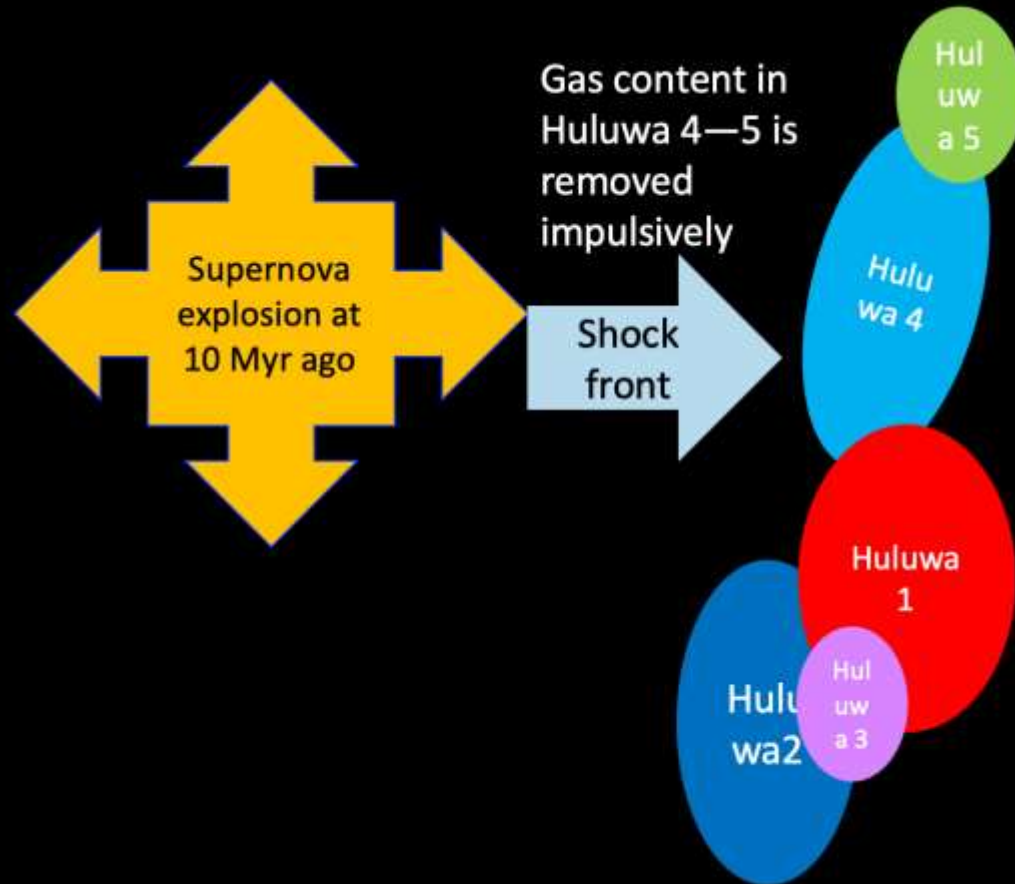 Supernova
explosion at
10 Myr ago
Gas content in
Huluwa 4—5 is
removed
impulsively
Shock
front
Hul
uw
a 5
Hulu
wa 4
Huluwa
1
Hulu
wa2
Hul
uw
a 3